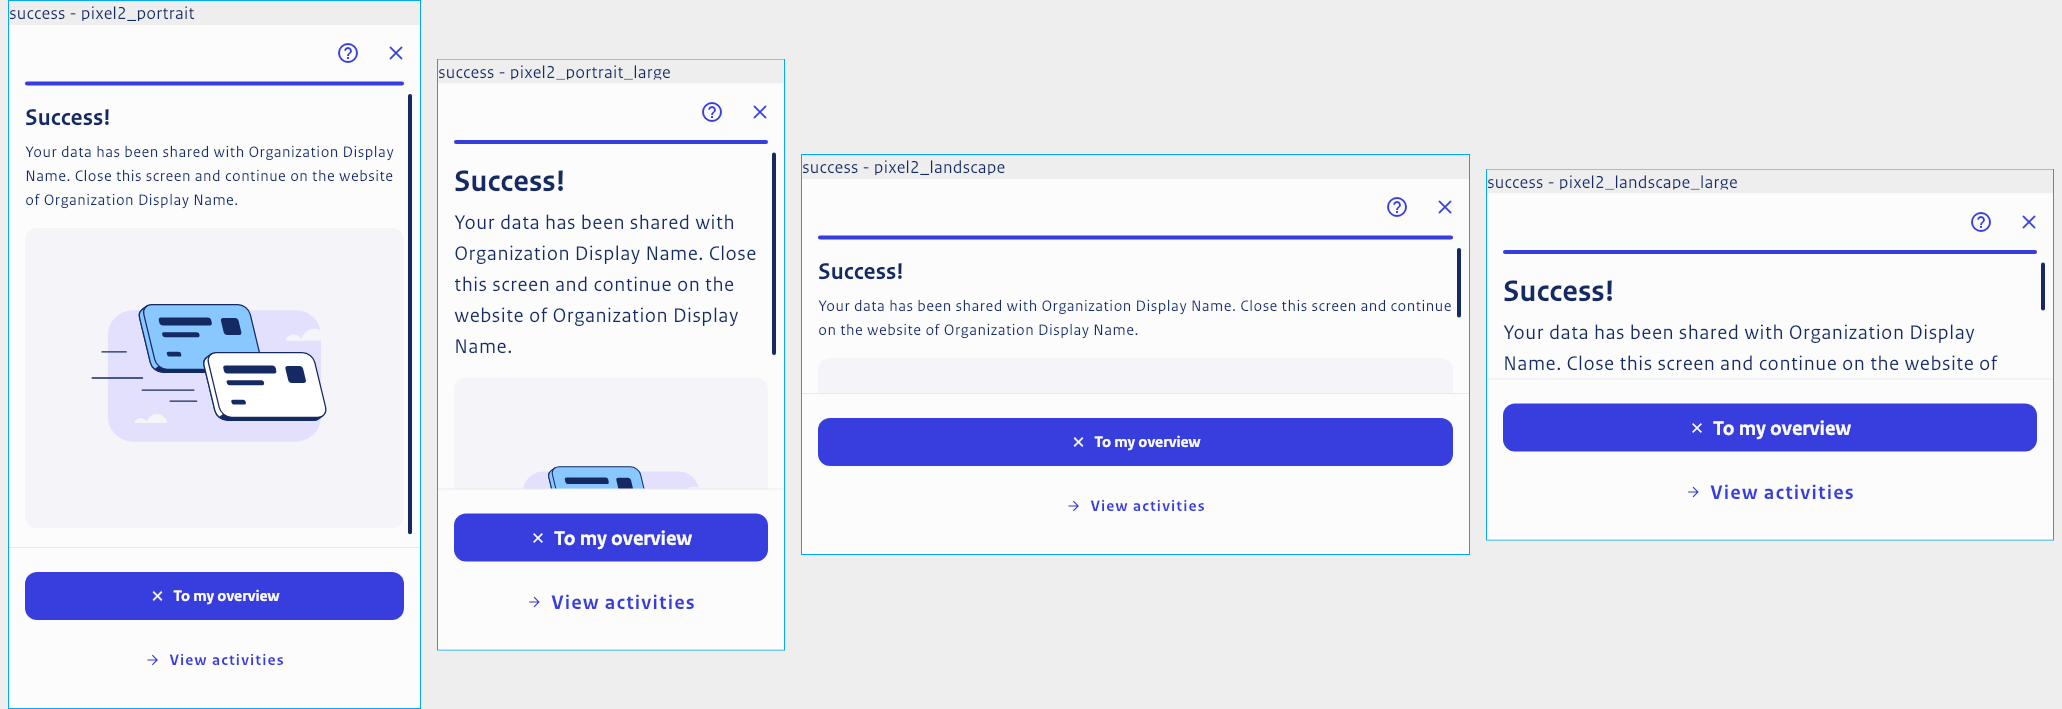 success - pixel2_portrait
Success!
Your data has been shared with Organization Display
Name. Close this screen and continue on the website
of Organization Display Name.
To my overview
View activities
success - pixel2_portrait_large
Success!
Your data has been shared with
Organization Display Name. Close
this screen and continue on the
website of Organization Display
Name.
To my overview
View activities
success - pixel2_landscape
Success!
Your data has been shared with Organization Display Name. Close this screen and continue
on the website of Organization Display Name.
To my overview
View activities
success - pixel2_landscape_large
Success!
Your data has been shared with Organization Display
Name. Close this screen and continue on the website of
To my overview
View activities